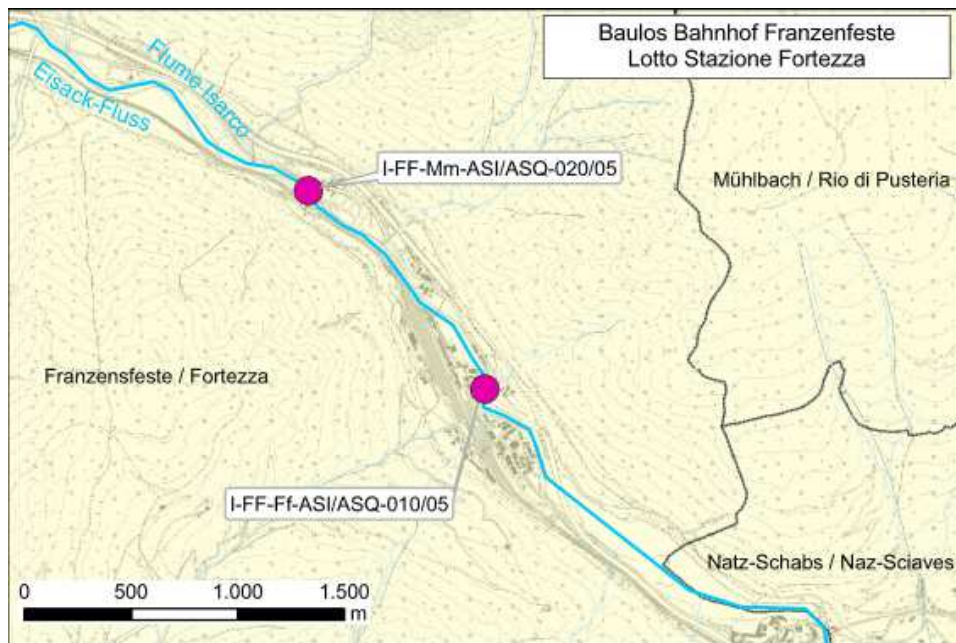 Baulos Bahnhof Franzenfeste
Lotto Stazione Fortezza
Fiume Isarco
Eisack-Fluss
I-FF-Mm-ASI/ASQ-020/05
Mühlbach / Rio di Pusteria
Franzensfeste / Fortezza
I-FF-Ff-ASI/ASQ-010/05
Natz-Schabs / Naz-Sciaves
0 500 1.000 1.500
m